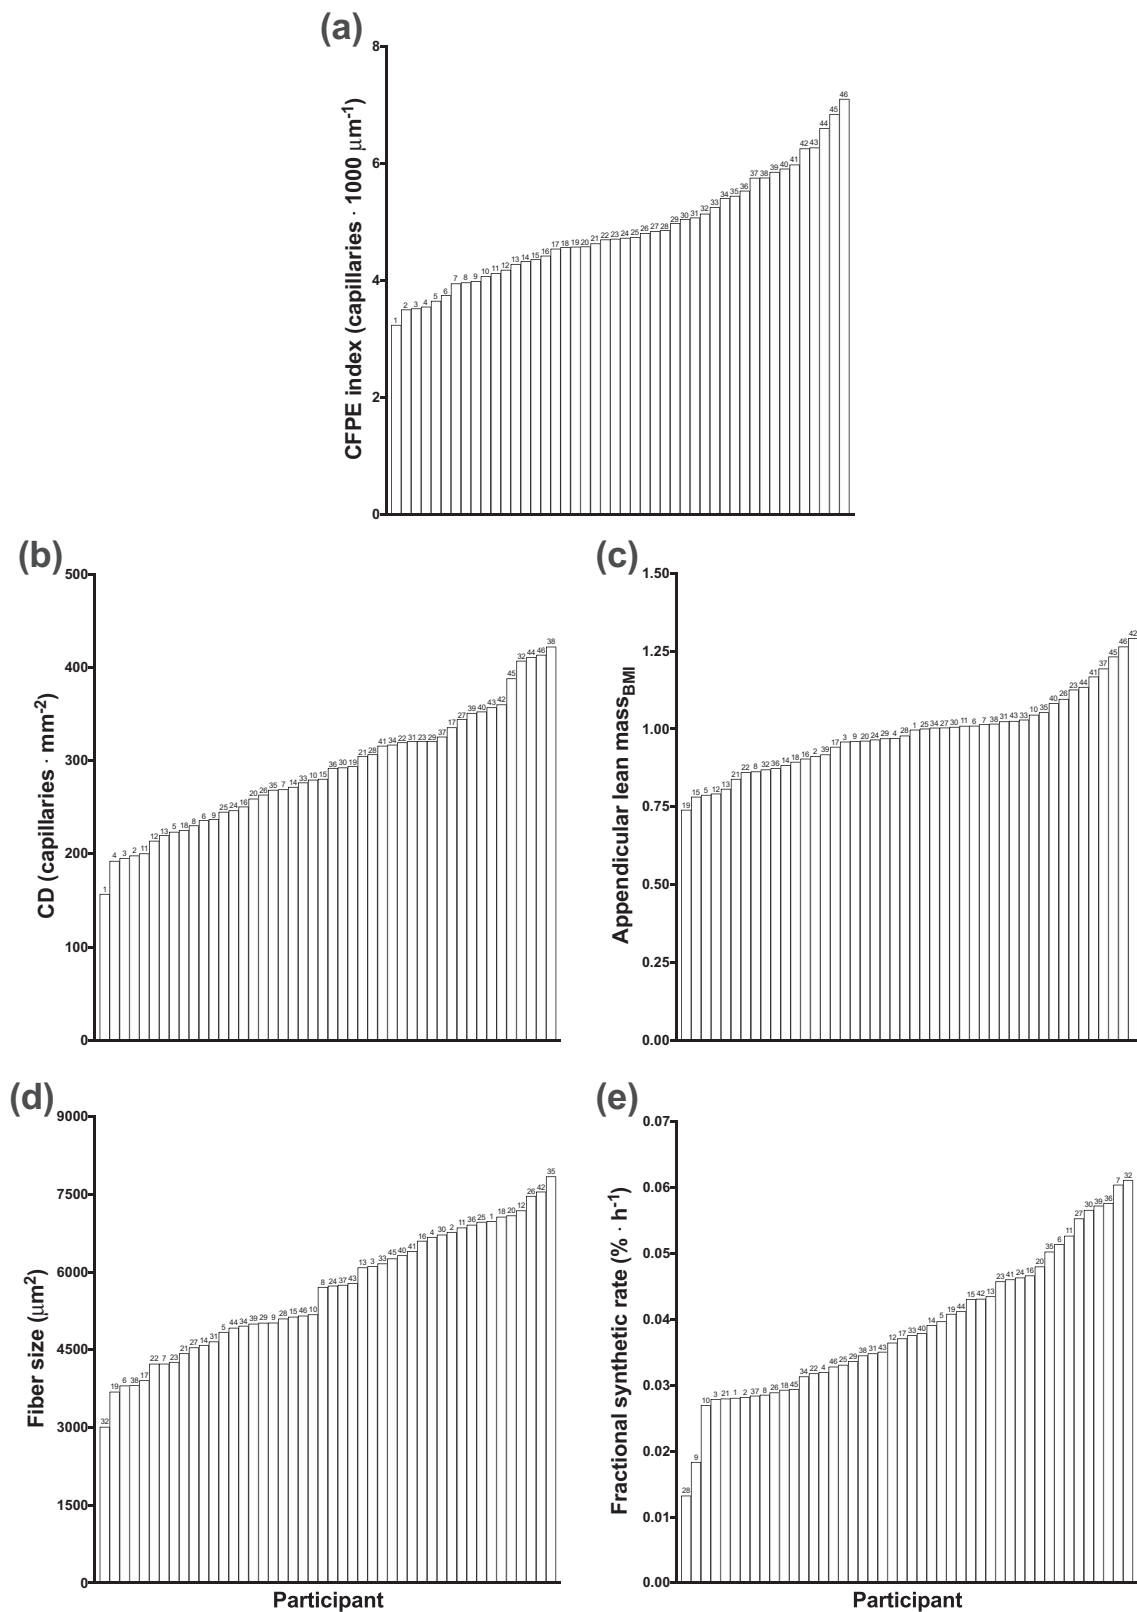 (a)
CFPE index (capillaries · 1000 µm-1)
8
6
4
2
0
1 2 3 4 5 6 7 8 9 10 11 12 13 14 15 16 17 18 19 20 21 22 23 24 25 26 27 28 29 30 31 32 33 34 35 36 37 38 39 40 41 42 43 44 45 46
(b)
CD (capillaries · mm-2)
500
400
300
200
100
0
1 4 3 2 11 12 13 5 18 8 6 9 25 24 16 20 26 35 7 14 33 10 15 36 30 19 21 28 41 34 22 31 23 29 37 17 27 39 40 43 42 45 32 44 46 38
(c)
Appendicular lean massBMI
1.50
1.25
1.00
0.75
0.50
0.25
0.00
19 15 5 12 13 21 22 8 32 36 14 18 16 2 39 17 3 9 20 24 29 4 28 1 25 34 27 30 11 6 7 38 31 43 33 10 35 40 26 23 44 41 37 45 46 42
(d)
Fiber size (µm2)
9000
7500
6000
4500
3000
1500
0
32 19 6 38 17 22 7 23 21 27 14 31 5 44 34 39 29 9 28 15 46 10 8 24 37 43 13 3 33 45 40 41 16 4 30 2 11 36 25 1 18 20 12 26 42 35
Participant
(e)
Fractional synthetic rate (% · h-1)
0.07
0.06
0.05
0.04
0.03
0.02
0.01
0.00
28 9 10 3 21 1 2 37 8 26 18 45 34 22 4 46 25 29 38 31 43 12 17 33 40 14 5 19 44 15 42 13 23 41 24 16 20 35 6 11 27 30 39 36 7 32
Participant